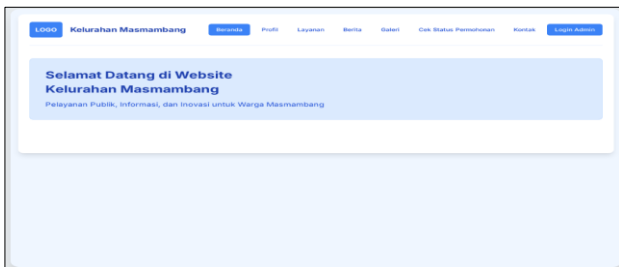 LOGO Kelurahan Masmambang Beranda Profil Layanan Berita Galeri Cek Status Permohonan Kontak Login Admin
Selamat Datang di Website
Kelurahan Masmambang
Pelayanan Publik, Informasi, dan Inovasi untuk Warga Masmambang